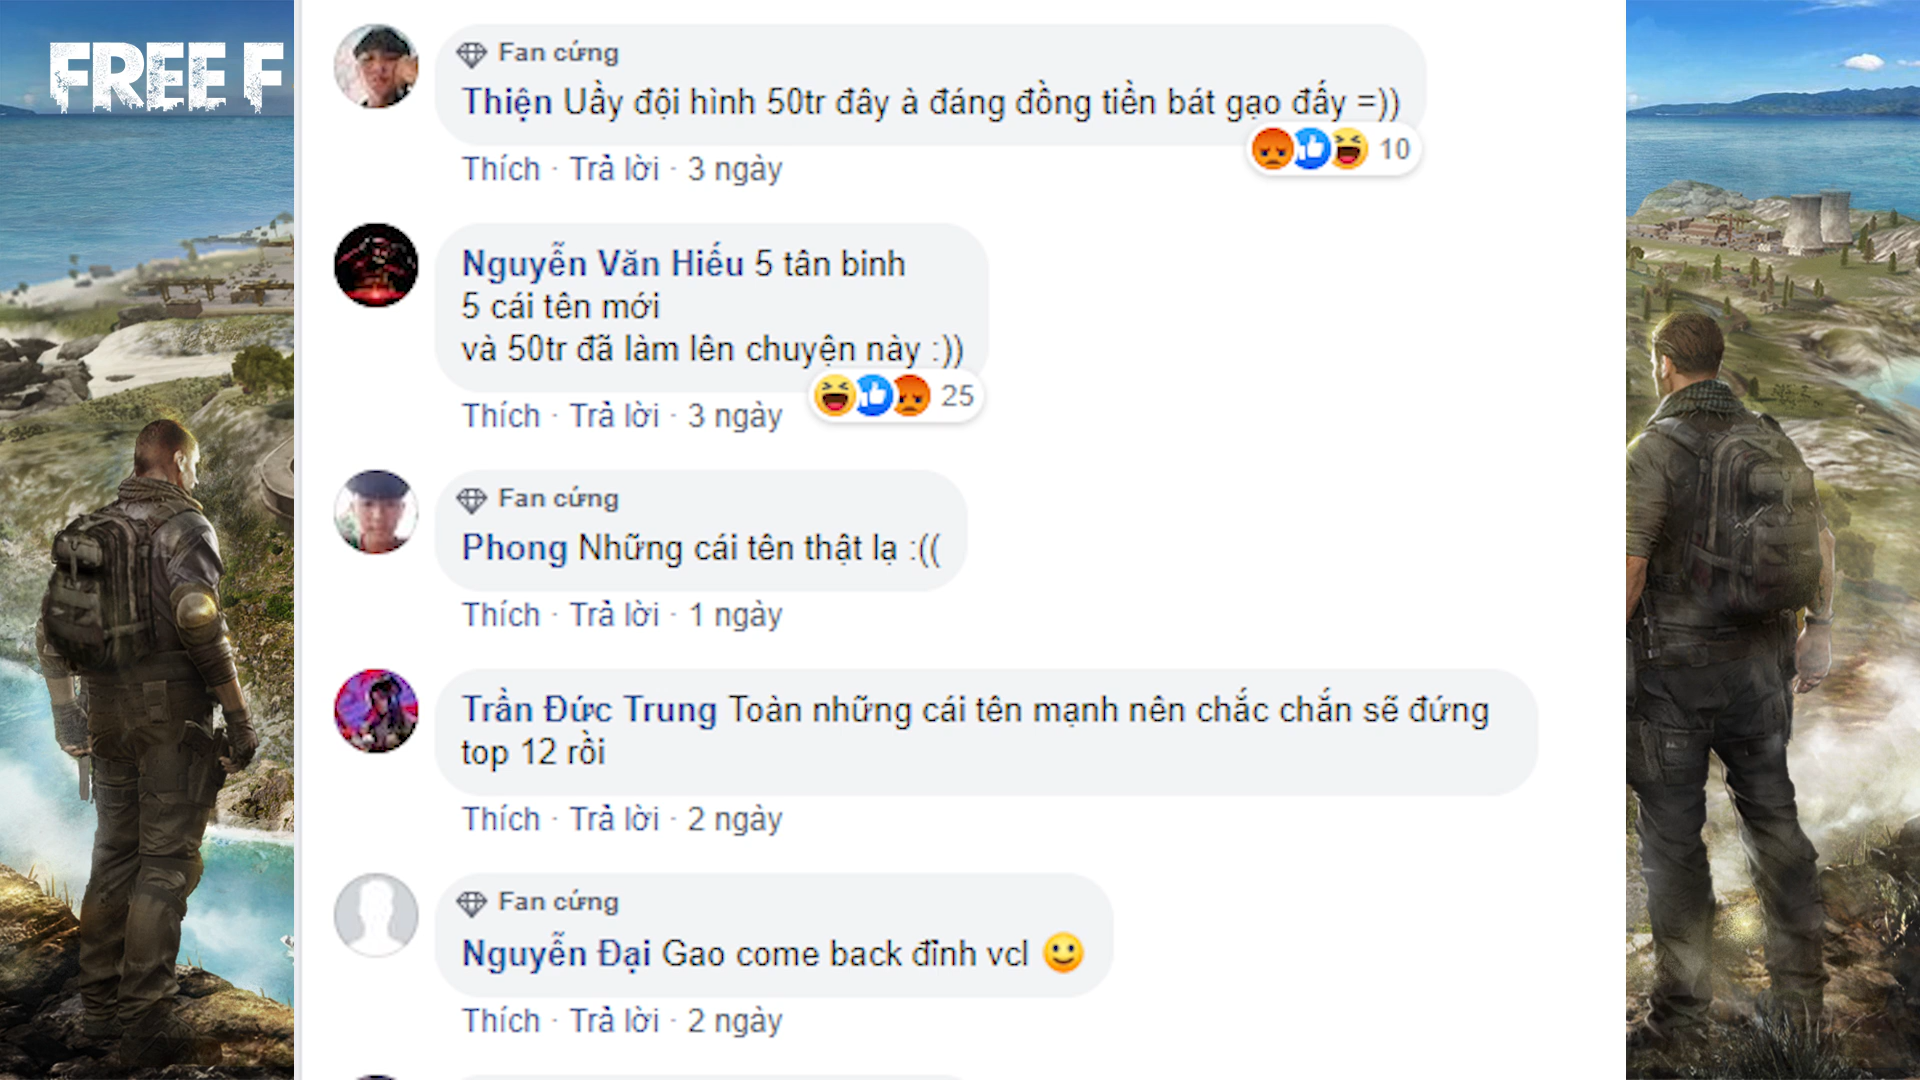 FREE F
Fan cứng
Thiện Uầy đội hình 50tr đây à đáng đồng tiền bát gạo đấy =))
10
Thích · Trả lời · 3 ngày
Nguyễn Văn Hiếu 5 tân binh
5 cái tên mới
và 50tr đã làm lên chuyện này :))
25
Thích · Trả lời · 3 ngày
Fan cứng
Phong Những cái tên thật lạ :((
Thích · Trả lời · 1 ngày
Trần Đức Trung Toàn những cái tên mạnh nên chắc chắn sẽ đứng
top 12 rồi
Thích · Trả lời · 2 ngày
Fan cứng
Nguyễn Đại Gao come back đỉnh vcl 🙂
Thích · Trả lời · 2 ngày